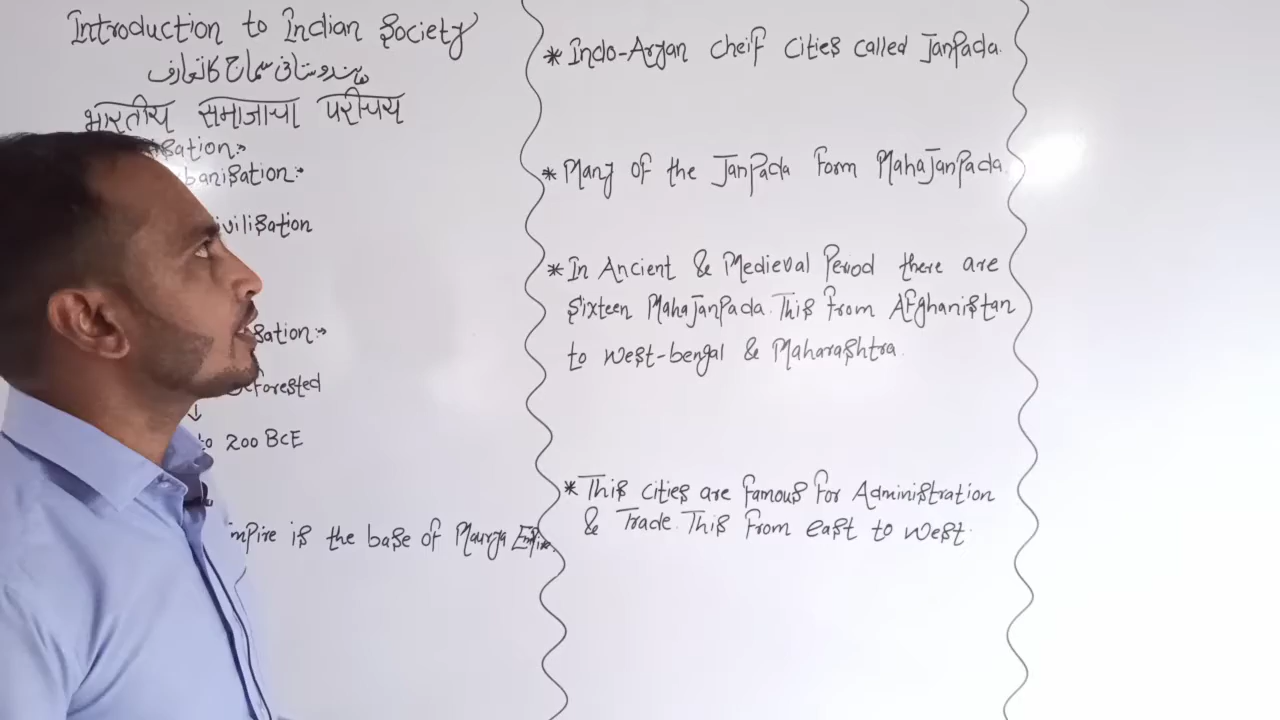 Introduction to Indian Society
ہندوستانی سماج کا تعارف
भारतीय समाजाचा परीचय
isation:-
banisation:-
ivilisation
sation:-
eforested
↓
to 200 BCE
mpire is the base of Maurya Empire.
* Indo-Aryan cheif cities called Janpada.
* Many of the Janpada form Mahajanpada.
* In Ancient & Medieval Period there are
sixteen Mahajanpada. This from Afghanistan
to west-bengal & Maharashtra.
* This cities are famous for Administration
& Trade. This from east to west.